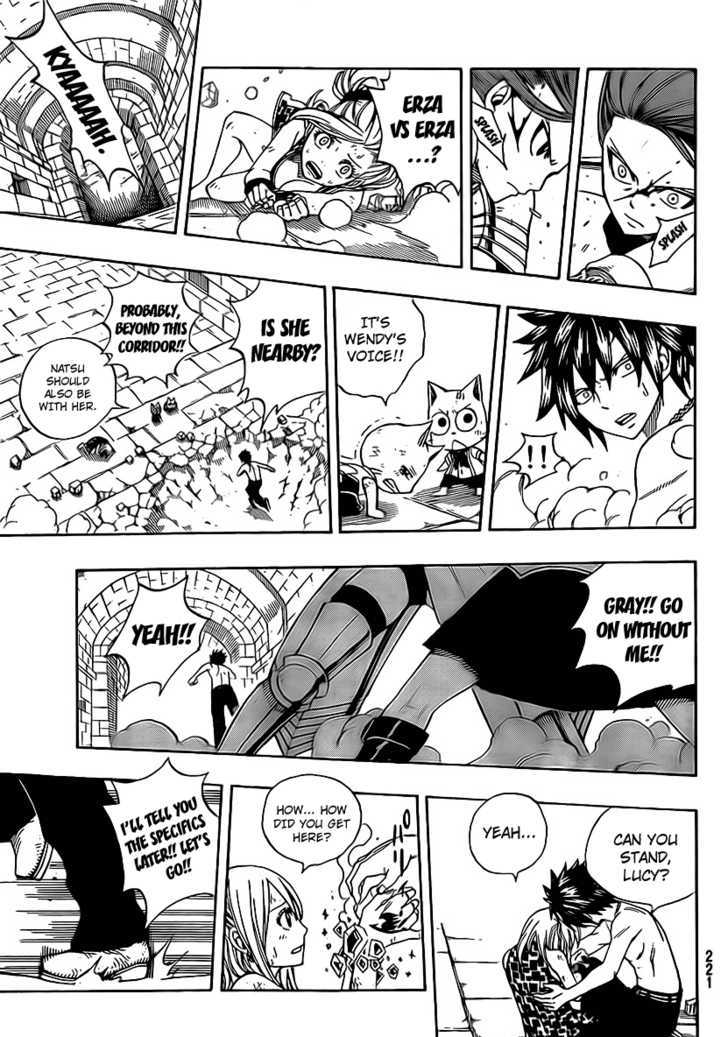 SPLASH
SPLASH
ERZA
VS ERZA
...?
KYAAAAAAH.
!!
IT'S
WENDY'S
VOICE!!
IS SHE
NEARBY?
PROBABLY,
BEYOND THIS
CORRIDOR!!
NATSU
SHOULD
ALSO BE
WITH HER.
GRAY!! GO
ON WITHOUT
ME!!
YEAH!!
CAN YOU
STAND,
LUCY?
YEAH...
HOW... HOW
DID YOU GET
HERE?
I'LL TELL YOU
THE SPECIFICS
LATER!! LET'S
GO!!
221